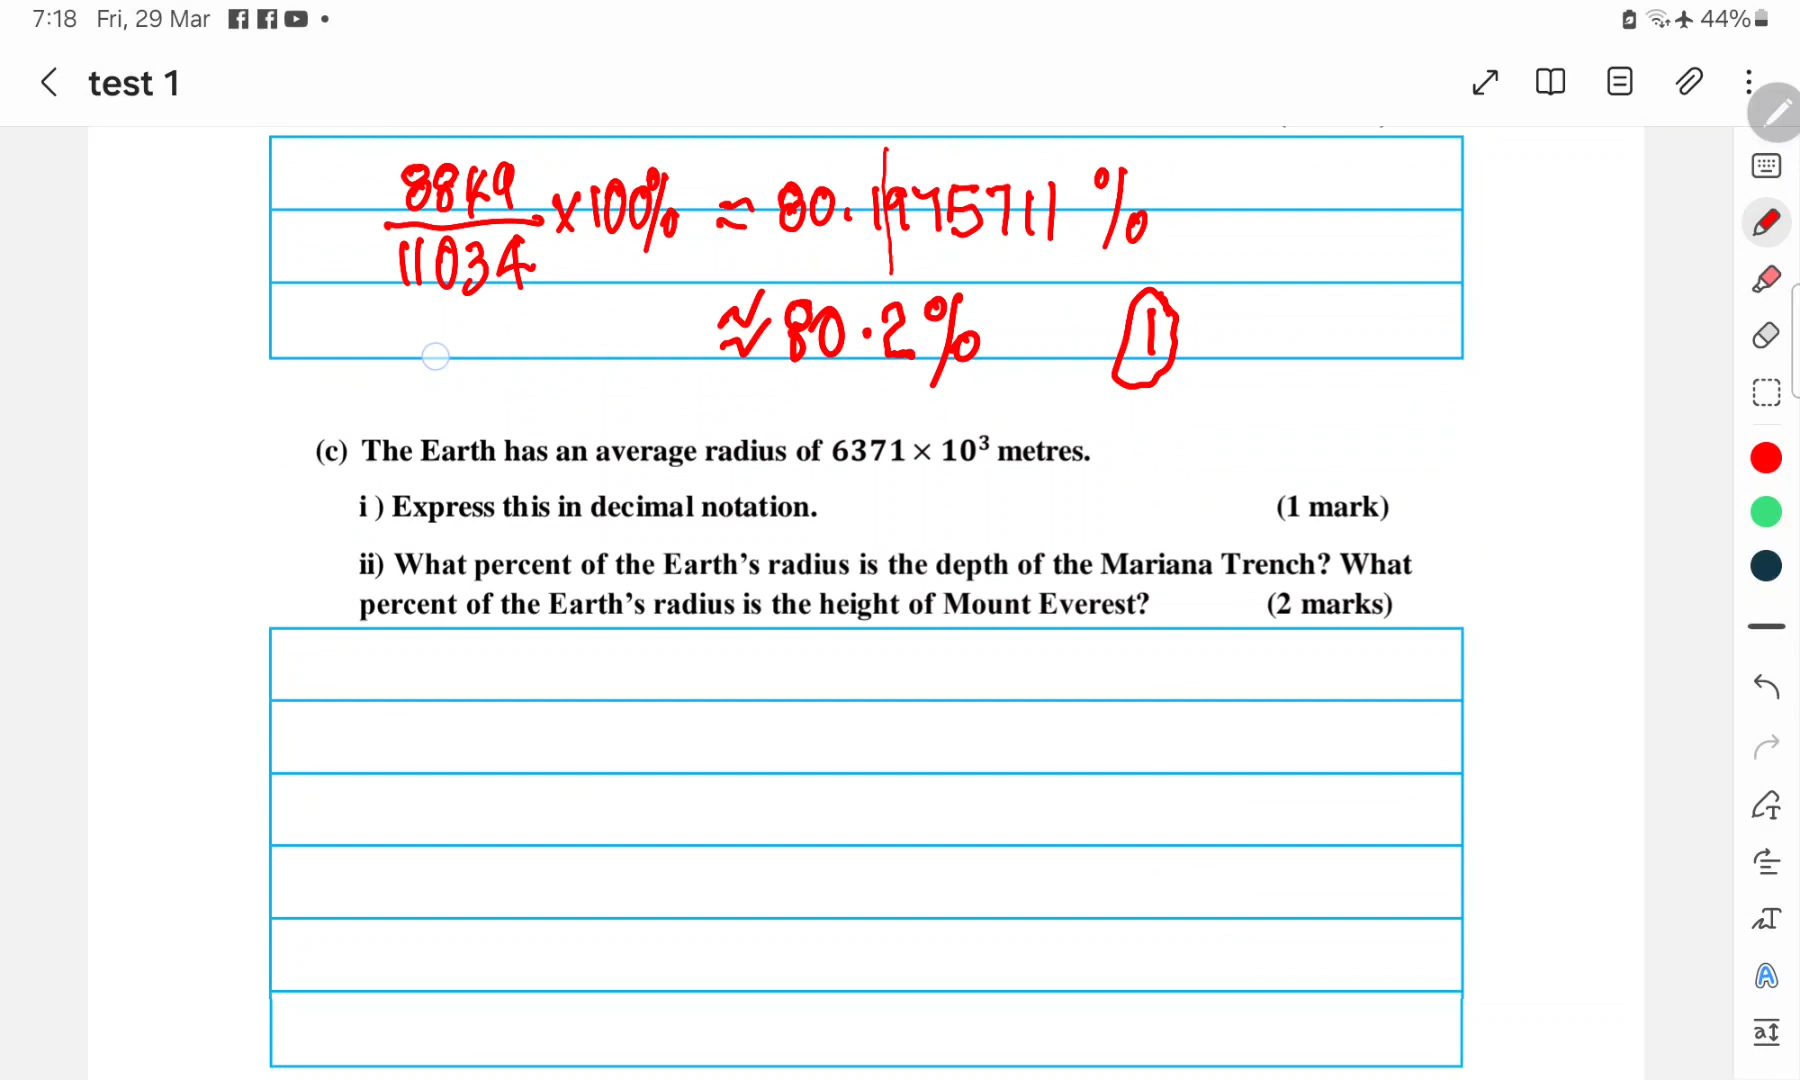 7:18 Fri, 29 Mar
44%
test 1
8849
11034 ×100% = 80.1975711 %
≈ 80.2% 1
(c) The Earth has an average radius of 6371 × 10³ metres.
i ) Express this in decimal notation. (1 mark)
ii) What percent of the Earth’s radius is the depth of the Mariana Trench? What
percent of the Earth’s radius is the height of Mount Everest? (2 marks)